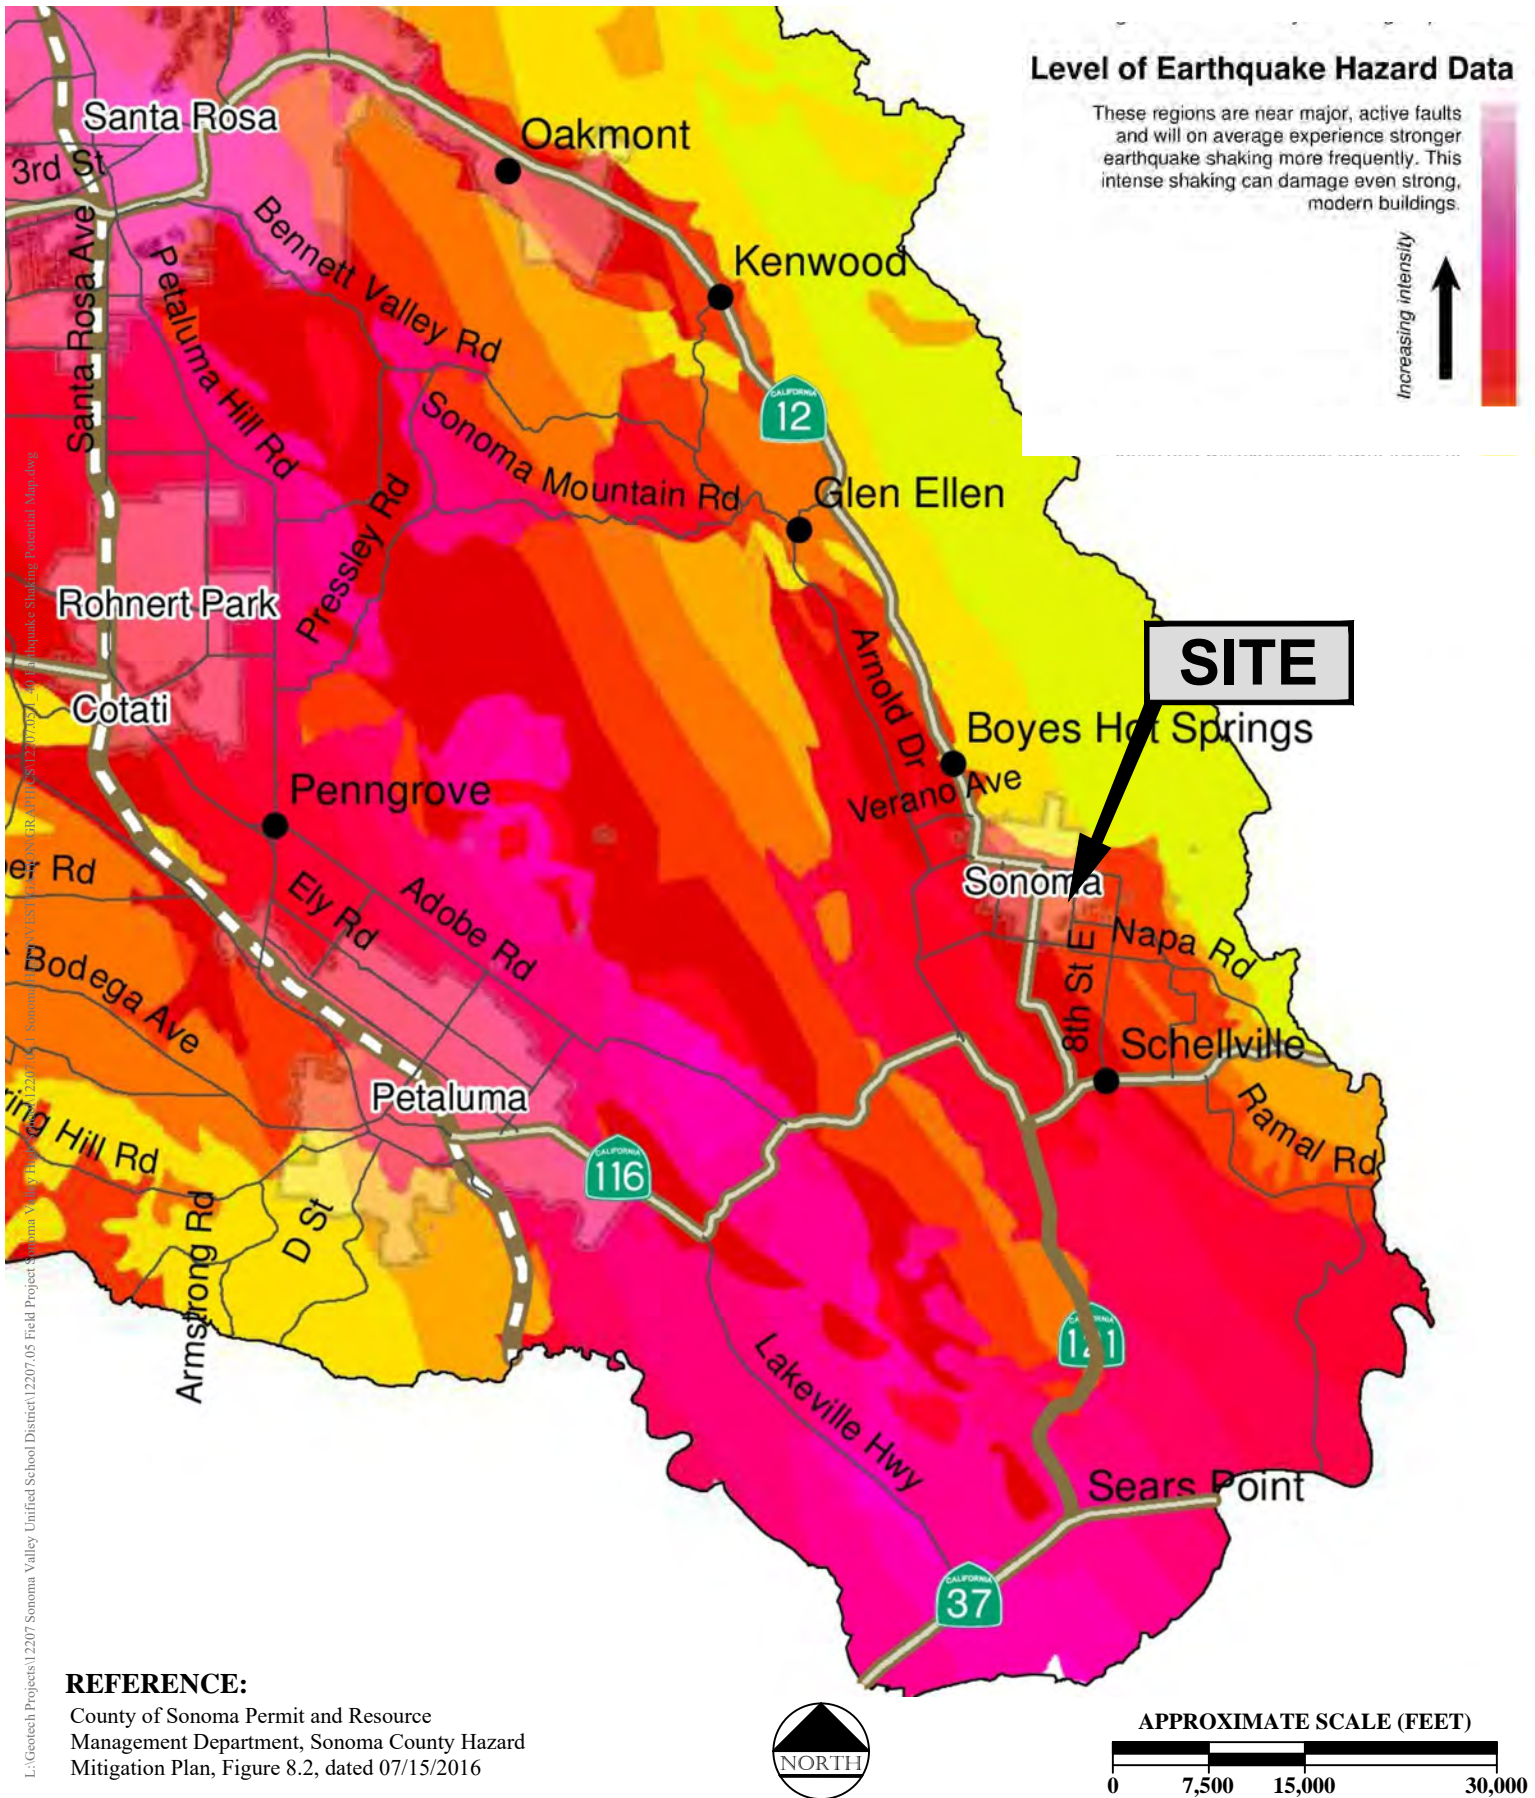 Level of Earthquake Hazard Data
These regions are near major, active faults
and will on average experience stronger
earthquake shaking more frequently. This
intense shaking can damage even strong,
modern buildings.
Increasing intensity
Santa Rosa
Oakmont
3rd St
Santa Rosa Ave
Petaluma Hill Rd
Bennett Valley Rd
Kenwood
CALIFORNIA
12
Sonoma Mountain Rd
Glen Ellen
Pressley Rd
Rohnert Park
Cotati
Arnold Dr
SITE
Boyes Hot Springs
Verano Ave
Penngrove
Sonoma
er Rd
Ely Rd
Adobe Rd
Napa Rd
8th St E
Bodega Ave
Schellville
Petaluma
Ramal Rd
ring Hill Rd
CALIFORNIA
116
Armstrong Rd
D St
121
Lakeville Hwy
Sears Point
CALIFORNIA
37
REFERENCE:
County of Sonoma Permit and Resource
Management Department, Sonoma County Hazard
Mitigation Plan, Figure 8.2, dated 07/15/2016
NORTH
APPROXIMATE SCALE (FEET)
0 7,500 15,000 30,000